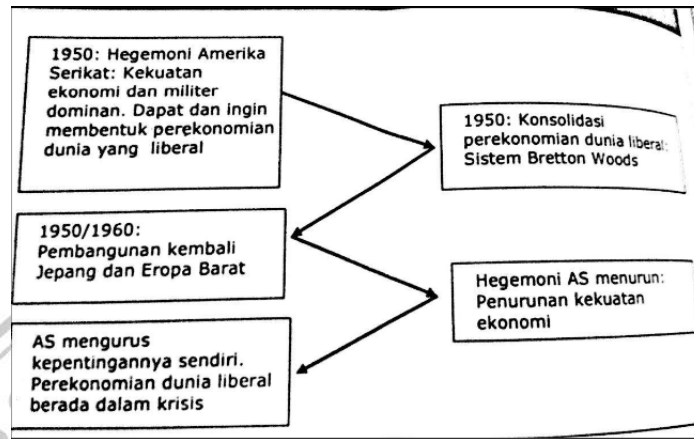 1950: Hegemoni Amerika
Serikat: Kekuatan
ekonomi dan militer
dominan. Dapat dan ingin
membentuk perekonomian
dunia yang liberal
1950: Konsolidasi
perekonomian dunia liberal:
Sistem Bretton Woods
1950/1960:
Pembangunan kembali
Jepang dan Eropa Barat
Hegemoni AS menurun:
Penurunan kekuatan
ekonomi
AS mengurus
kepentingannya sendiri.
Perekonomian dunia liberal
berada dalam krisis